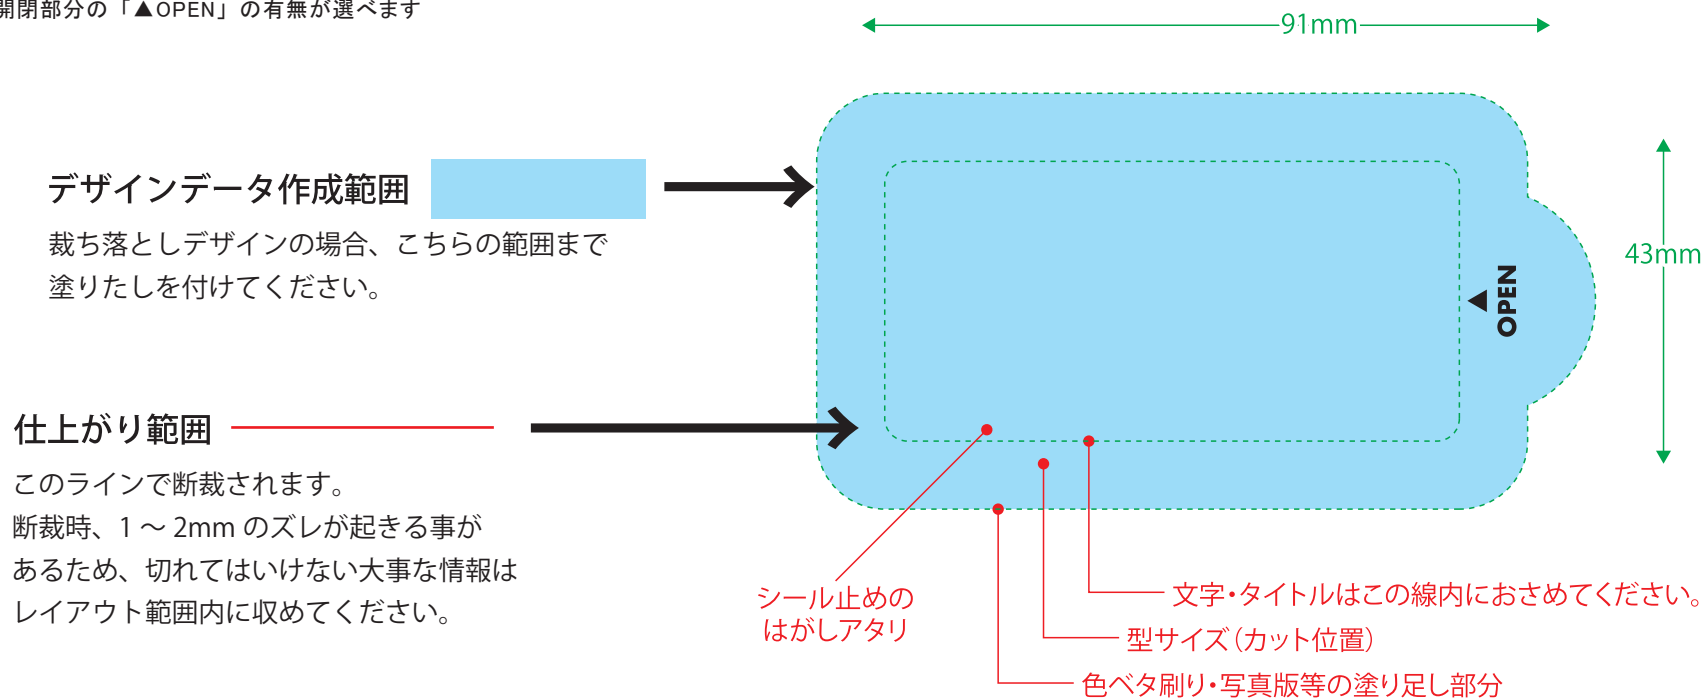 開閉部分の「▲OPEN」の有無が選べます
91mm
デザインデータ作成範囲
裁ち落としデザインの場合、こちらの範囲まで
塗りたしを付けてください。
43mm
▲OPEN
仕上がり範囲
このラインで断裁されます。
断裁時、1 ～ 2mm のズレが起きる事が
あるため、切れてはいけない大事な情報は
レイアウト範囲内に収めてください。
シール止めの
はがしアタリ
文字・タイトルはこの線内におさめてください。
型サイズ（カット位置）
色ベタ刷り・写真版等の塗り足し部分